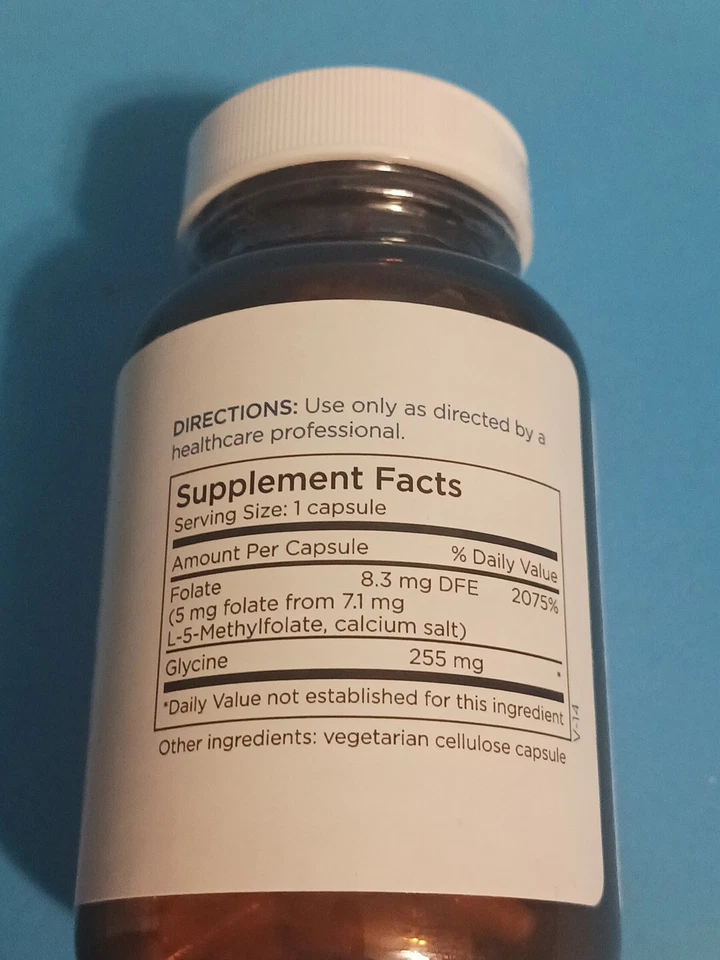 DIRECTIONS: Use only as directed by a
healthcare professional.
Supplement Facts
Serving Size: 1 capsule
Amount Per Capsule % Daily Value
Folate 8.3 mg DFE 2075%
(5 mg folate from 7.1 mg
L-5-Methylfolate, calcium salt)
Glycine 255 mg *
*Daily Value not established for this ingredient
V-14
Other ingredients: vegetarian cellulose capsule